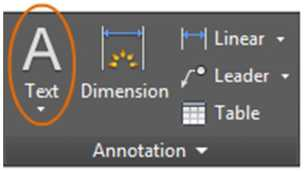 A
Text
Dimension
Linear
Leader
Table
Annotation